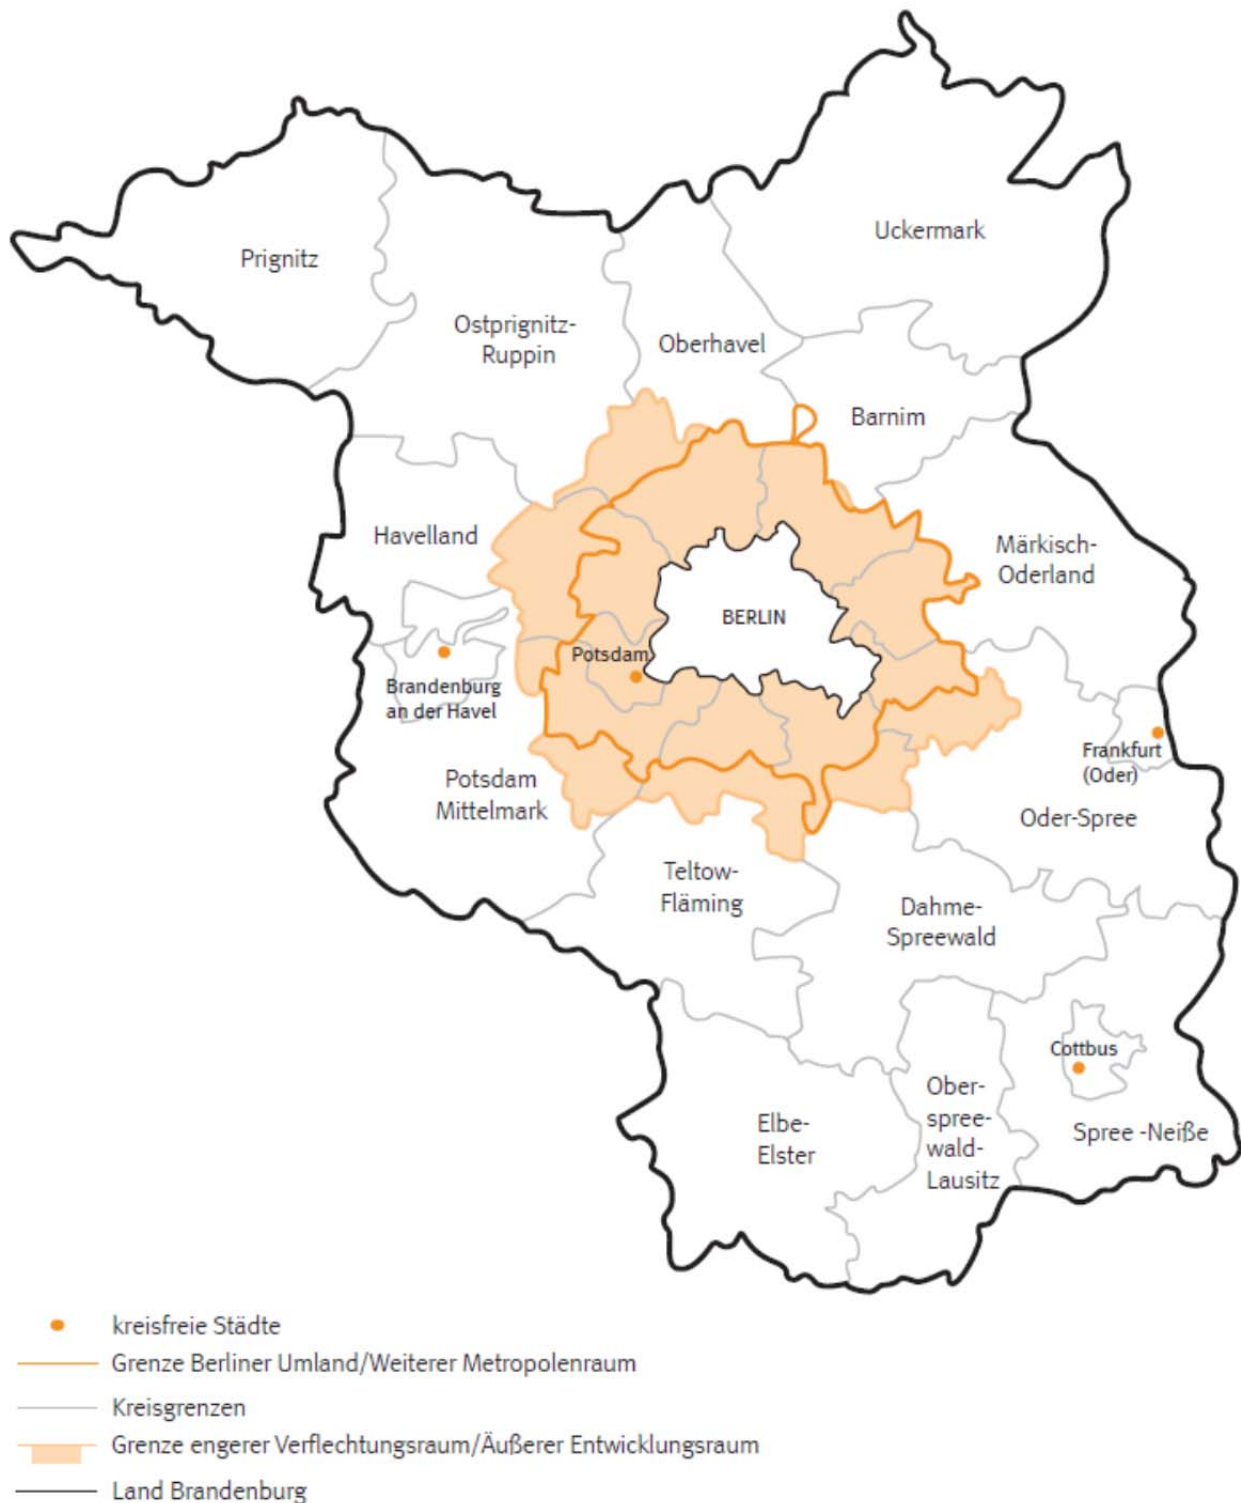 Uckermark
Prignitz
Ostprignitz-
Ruppin
Oberhavel
Barnim
Havelland
Märkisch-
Oderland
BERLIN
Potsdam
Brandenburg
an der Havel
Frankfurt
(Oder)
Potsdam
Mittelmark
Oder-Spree
Teltow-
Fläming
Dahme-
Spreewald
Cottbus
Ober-
spree-
wald-
Lausitz
Elbe-
Elster
Spree -Neiße
kreisfreie Städte
Grenze Berliner Umland/Weiterer Metropolenraum
Kreisgrenzen
Grenze engerer Verflechtungsraum/Äußerer Entwicklungsraum
Land Brandenburg